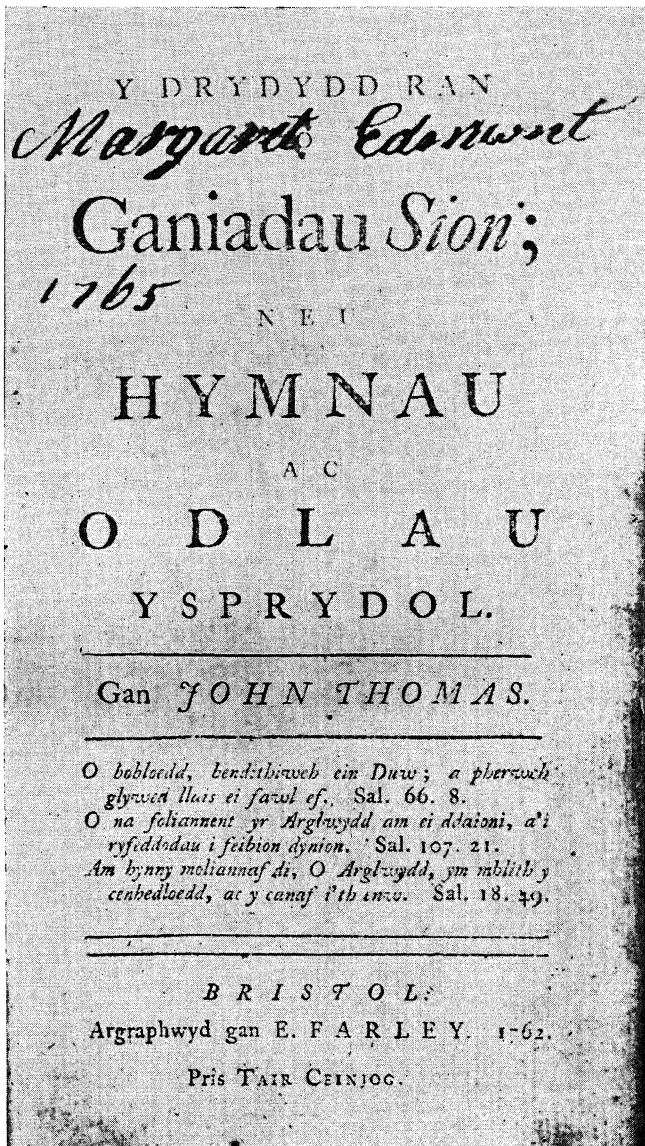 Y DRYDYDD RAN
Margaret
Ganiadau Sion;
1765
NEU
HYMNAU
AC
ODLAU
YSPRYDOL.
Gan JOHN THOMAS.
O bobloedd, bendithiweh ein Duw; a pherwch
glywed llais ei fawl ef. Sal. 66. 8.
O na foliannent yr Arglwydd am ei ddaioni, a'i
ryfeddodau i feibion dynion. Sal. 107. 21.
Am hynny moliannaf di, O Arglwydd, ym mhlith y
cenhedloedd, ac y canaf i'th enw. Sal. 18. 49.
BRISTOL:
Argraphwyd gan E. FARLEY. 1762.
Pris TAIR CEINIOG.